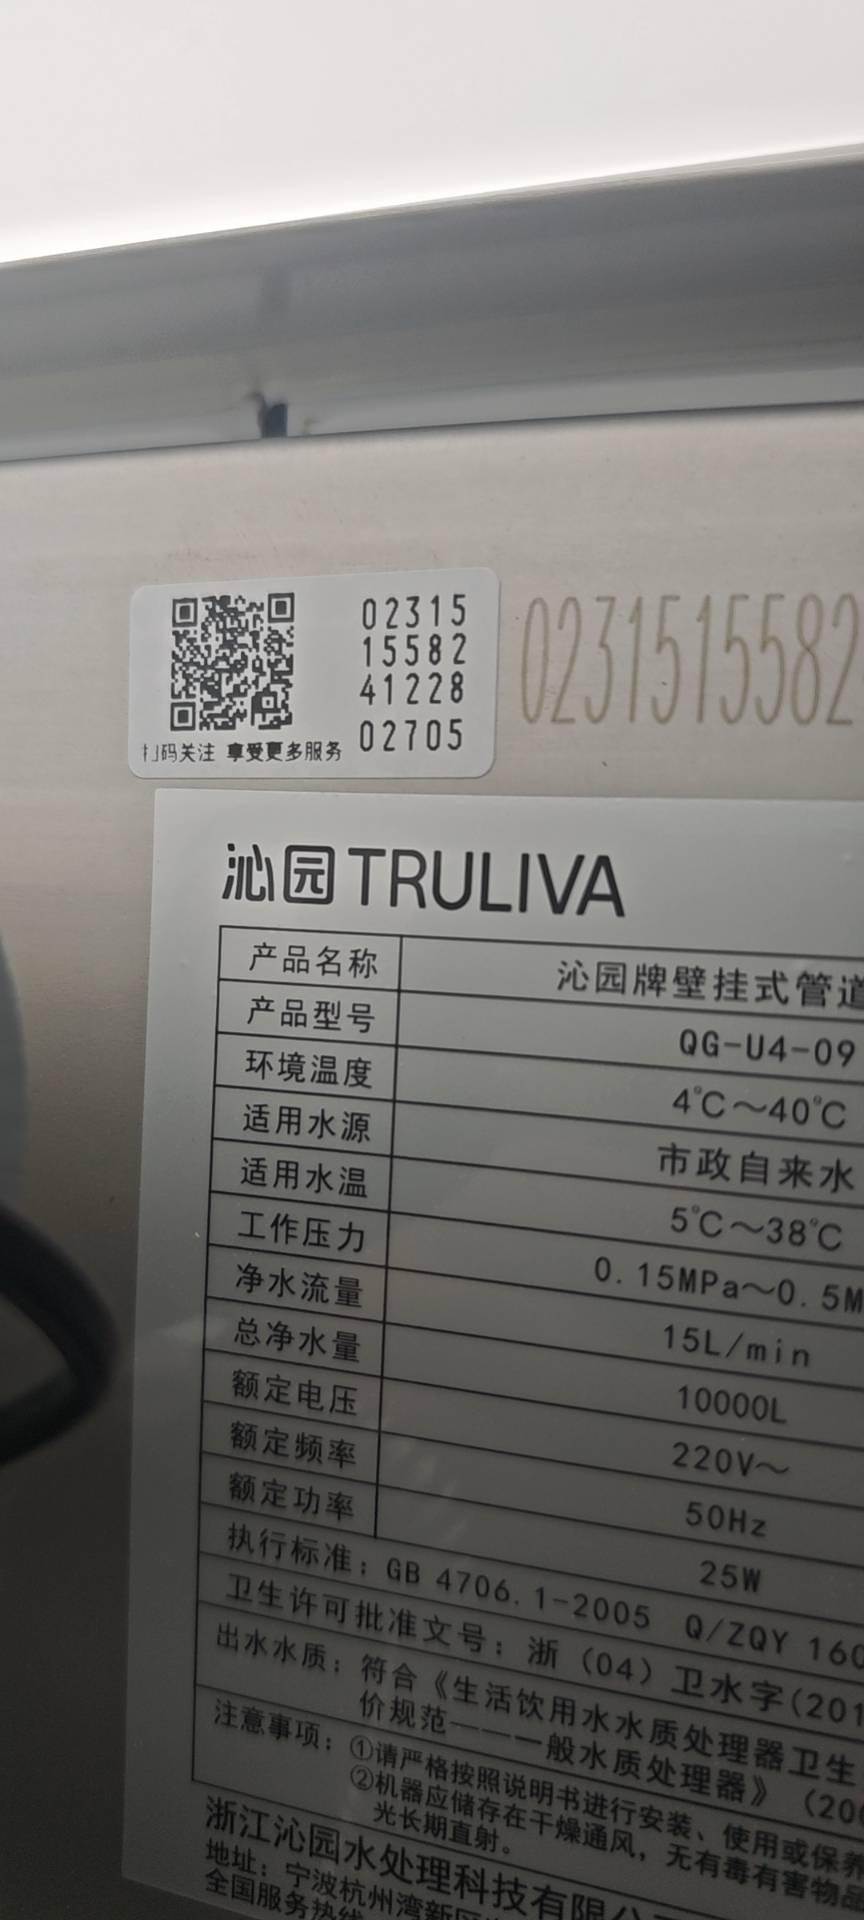 02315
15582
41228
02705
扫码关注 享受更多服务
0231515582
沁园TRULIVA
产品名称 沁园牌壁挂式管道
产品型号 QG-U4-09
环境温度 4℃～40℃
适用水源 市政自来水
适用水温 5℃～38℃
工作压力 0.15MPa～0.5M
净水流量 15L/min
总净水量 10000L
额定电压 220V～
额定频率 50Hz
额定功率 25W
执行标准：GB 4706.1-2005 Q/ZQY 160
卫生许可批准文号：浙（04）卫水字(201
出水水质：符合《生活饮用水水质处理器卫生
价规范——一般水质处理器》（200
注意事项：①请严格按照说明书进行安装、使用或保养
②机器应储存在干燥通风，无有毒有害物品
光长期直射。
浙江沁园水处理科技有限公
地址：宁波杭州湾新区
全国服务热线